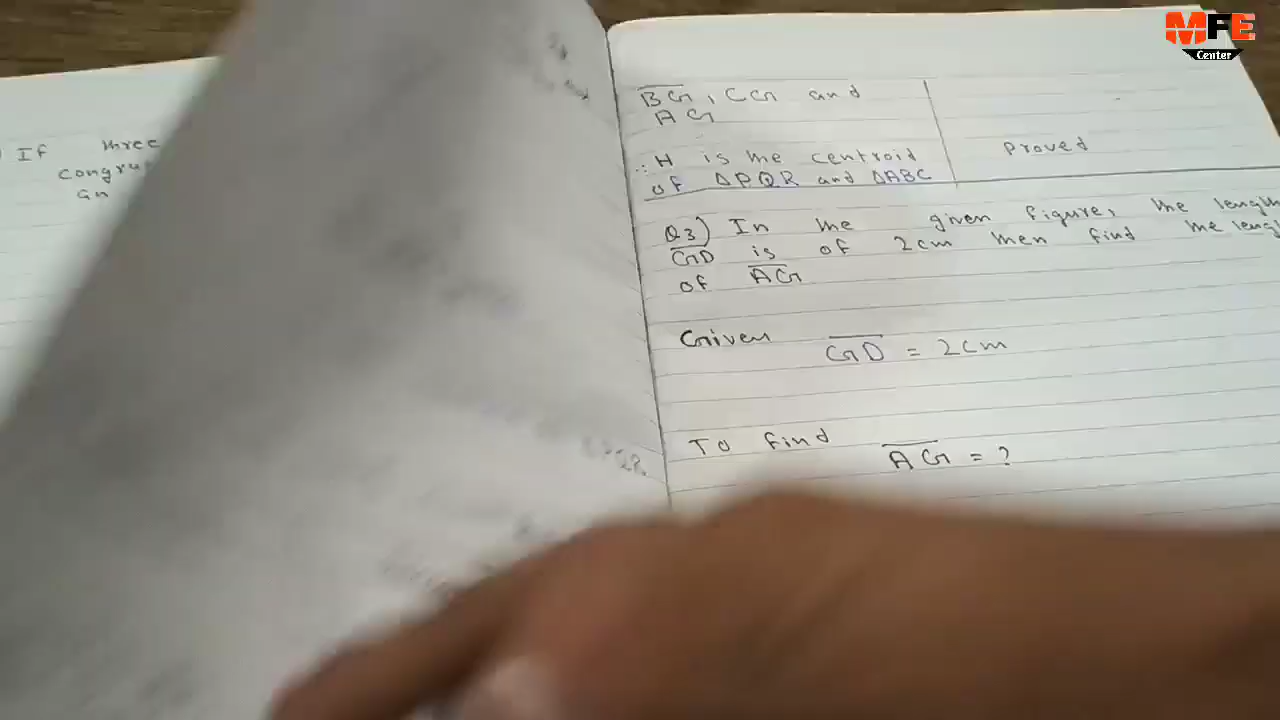 MFE
Center
If three
congru
an
BG, CG and
AG
∴ H is the centroid
of ΔPQR and ΔABC
Proved
Q3) In the given figure, the length
GD is of 2cm then find the leng
of AG
Given GD = 2cm
To find AG = ?